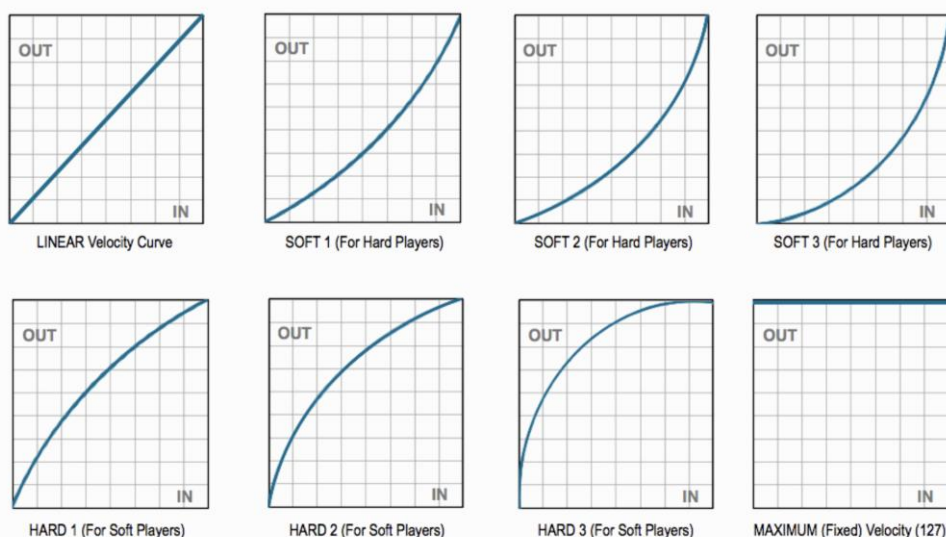 OUT
IN
LINEAR Velocity Curve
OUT
IN
SOFT 1 (For Hard Players)
OUT
IN
SOFT 2 (For Hard Players)
OUT
IN
SOFT 3 (For Hard Players)
OUT
IN
HARD 1 (For Soft Players)
OUT
IN
HARD 2 (For Soft Players)
OUT
IN
HARD 3 (For Soft Players)
OUT
IN
MAXIMUM (Fixed) Velocity (127)